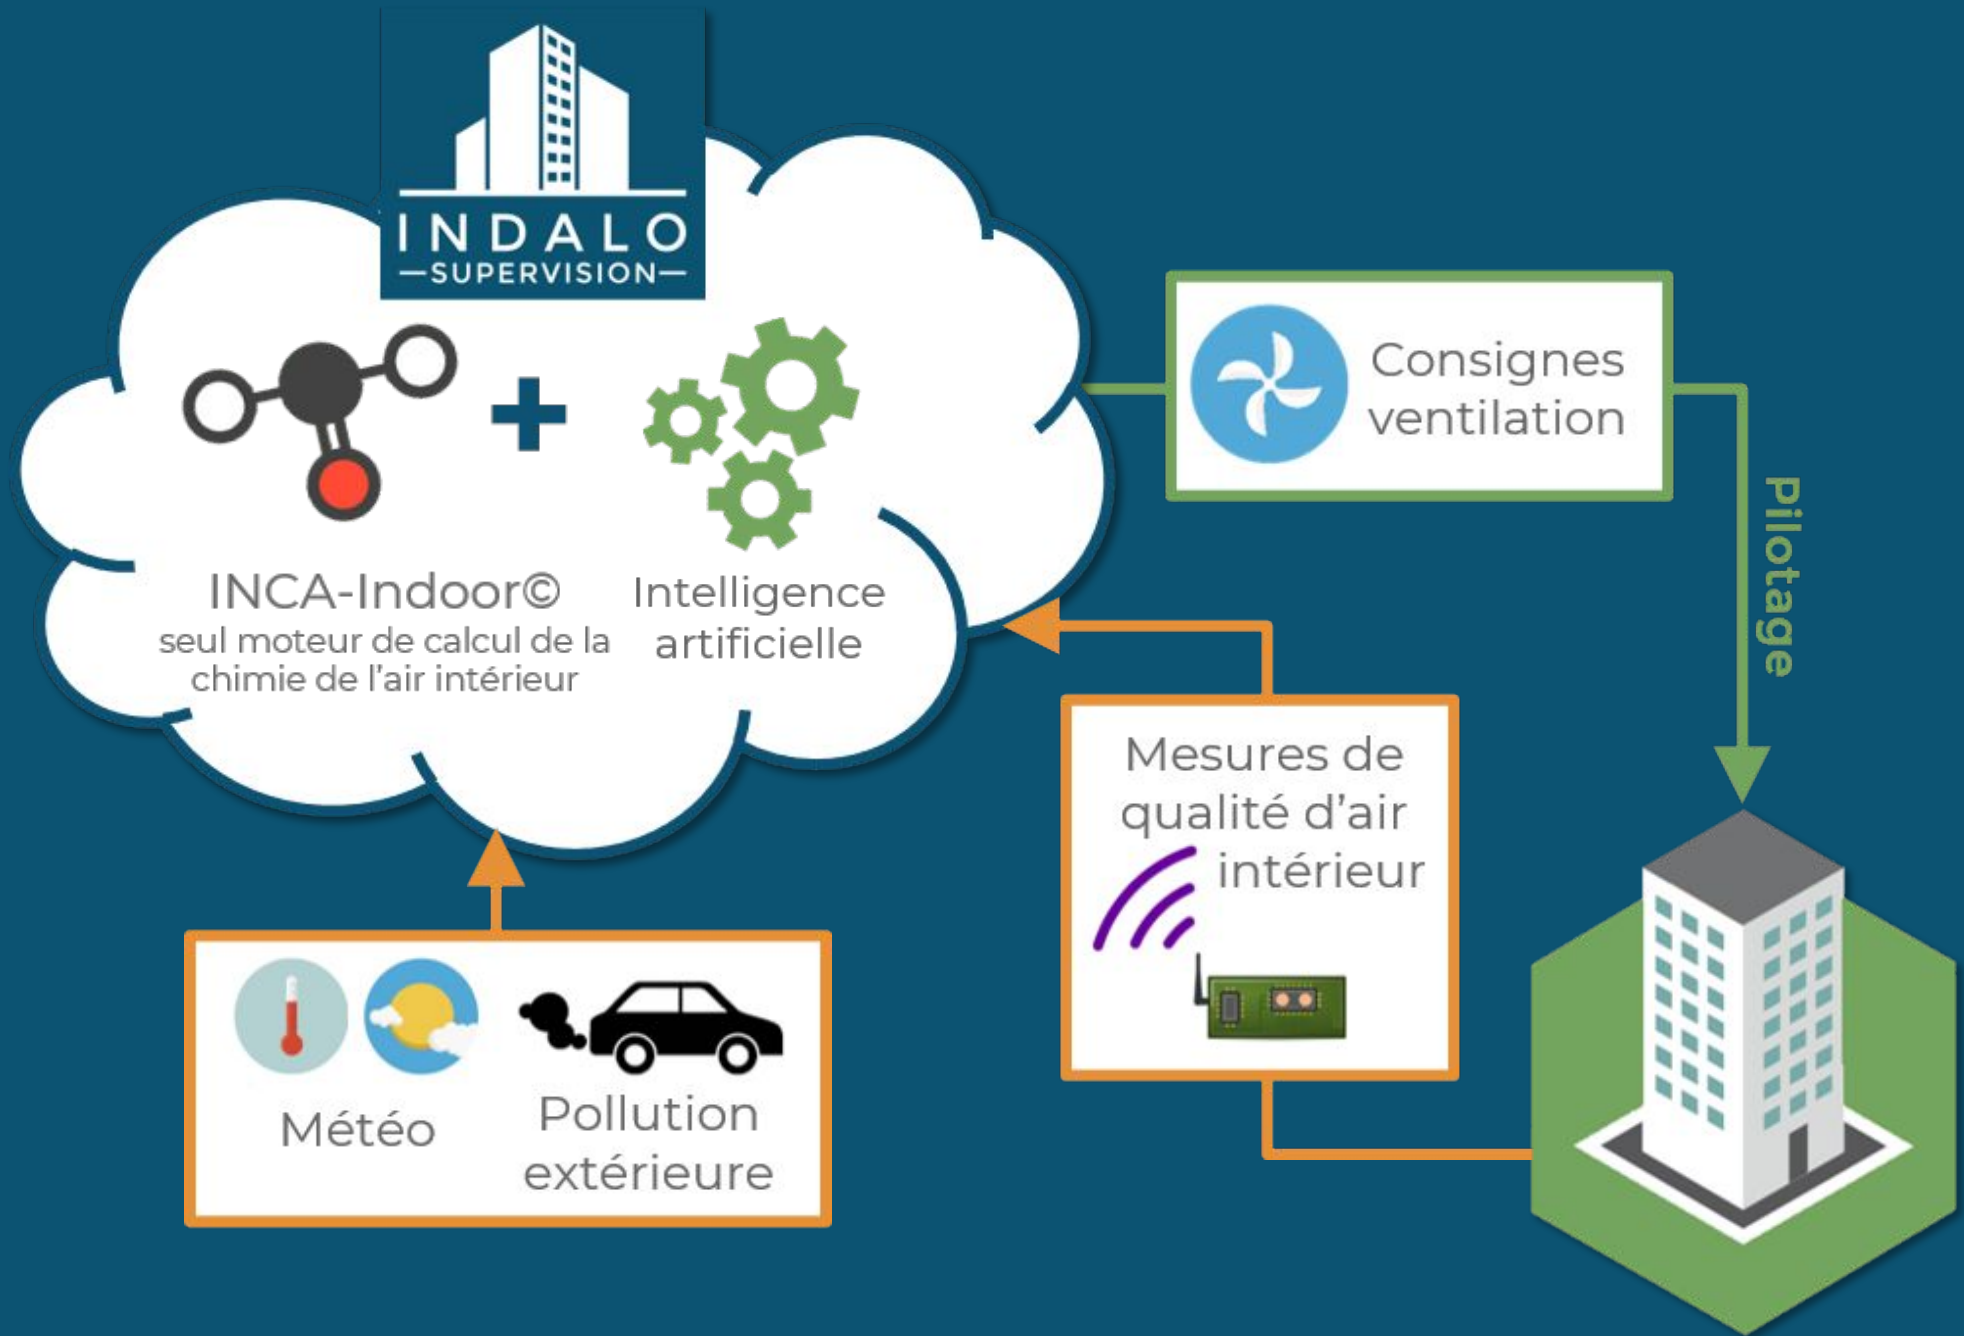 INDALO
—SUPERVISION—
INCA-Indoor©
seul moteur de calcul de la
chimie de l'air intérieur
Intelligence
artificielle
Consignes
ventilation
Pilotage
Mesures de
qualité d'air
intérieur
Météo
Pollution
extérieure